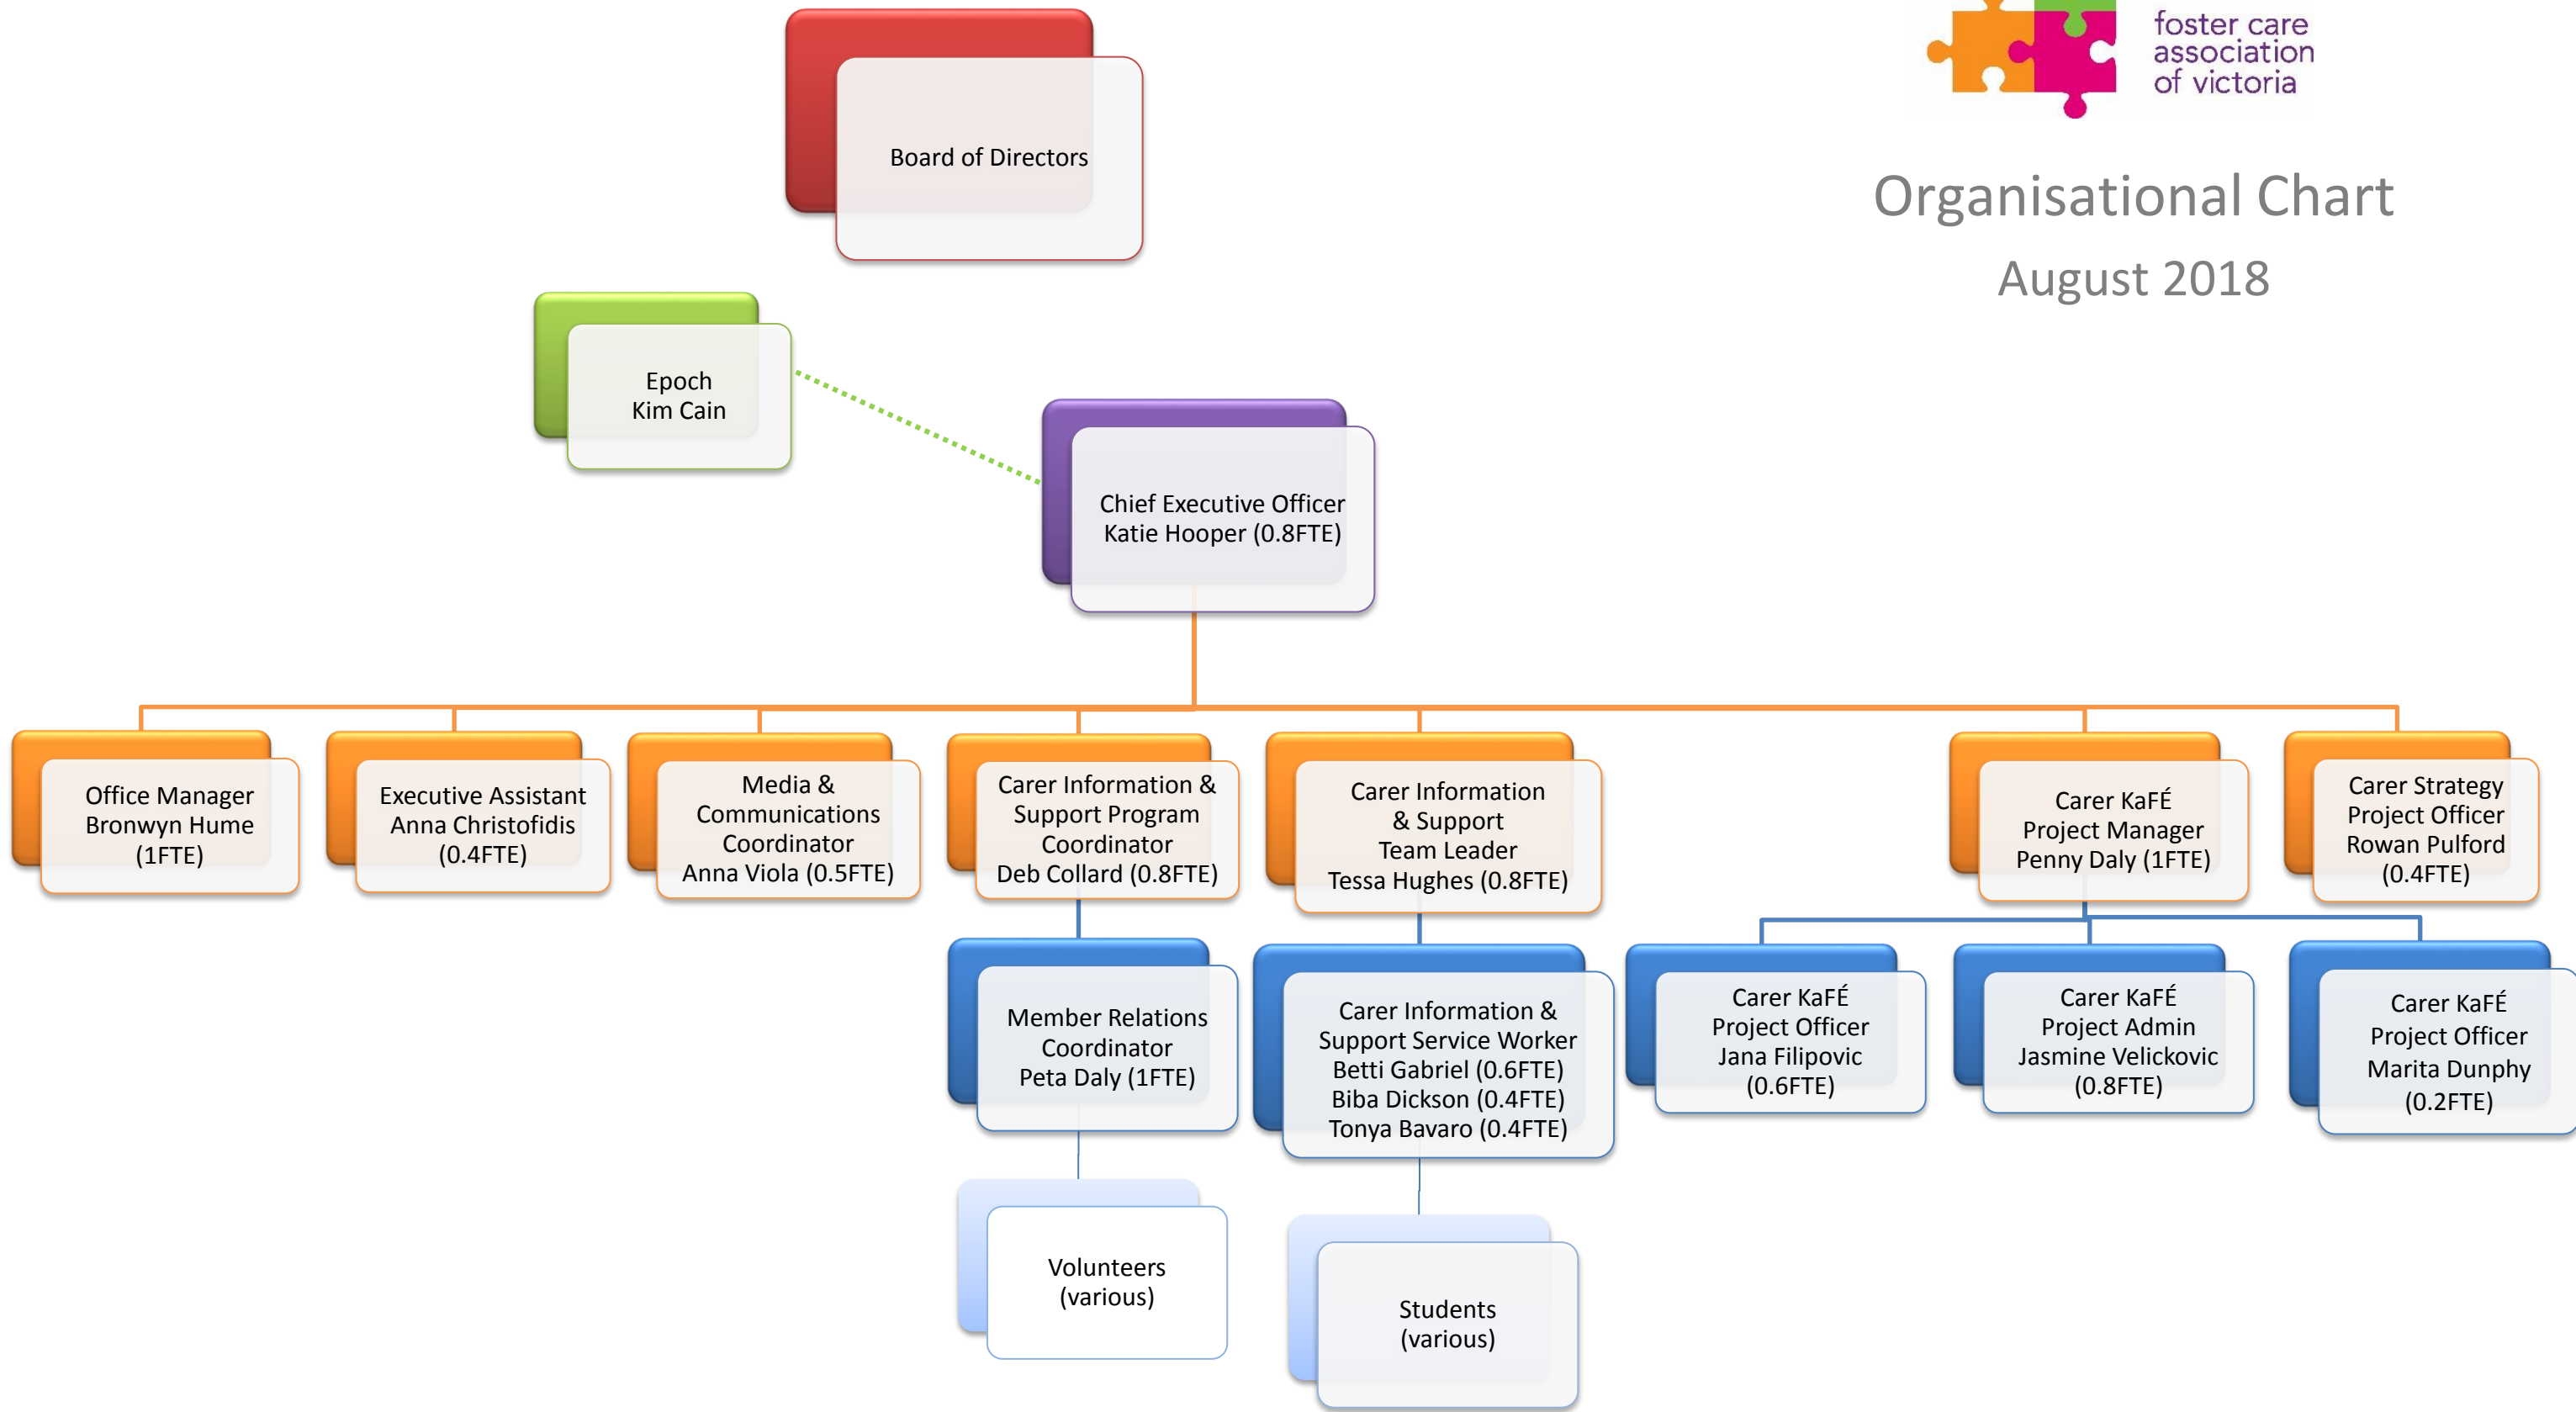 foster care
association
of victoria
Organisational Chart
August 2018
Board of Directors
Epoch
Kim Cain
Chief Executive Officer
Katie Hooper (0.8FTE)
Office Manager
Bronwyn Hume
(1FTE)
Executive Assistant
Anna Christofidis
(0.4FTE)
Media &
Communications
Coordinator
Anna Viola (0.5FTE)
Carer Information &
Support Program
Coordinator
Deb Collard (0.8FTE)
Carer Information
& Support
Team Leader
Tessa Hughes (0.8FTE)
Carer KaFÉ
Project Manager
Penny Daly (1FTE)
Carer Strategy
Project Officer
Rowan Pulford
(0.4FTE)
Member Relations
Coordinator
Peta Daly (1FTE)
Carer Information &
Support Service Worker
Betti Gabriel (0.6FTE)
Biba Dickson (0.4FTE)
Tonya Bavaro (0.4FTE)
Carer KaFÉ
Project Officer
Jana Filipovic
(0.6FTE)
Carer KaFÉ
Project Admin
Jasmine Velickovic
(0.8FTE)
Carer KaFÉ
Project Officer
Marita Dunphy
(0.2FTE)
Volunteers
(various)
Students
(various)